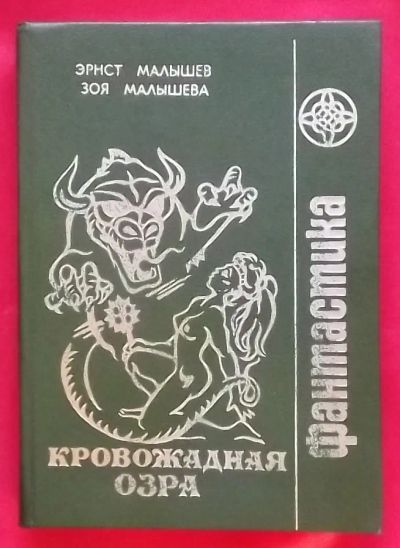 ЭРНСТ МАЛЫШЕВ
ЗОЯ МАЛЫШЕВА
фантастика
КРОВОЖАДНАЯ
ОЗРА